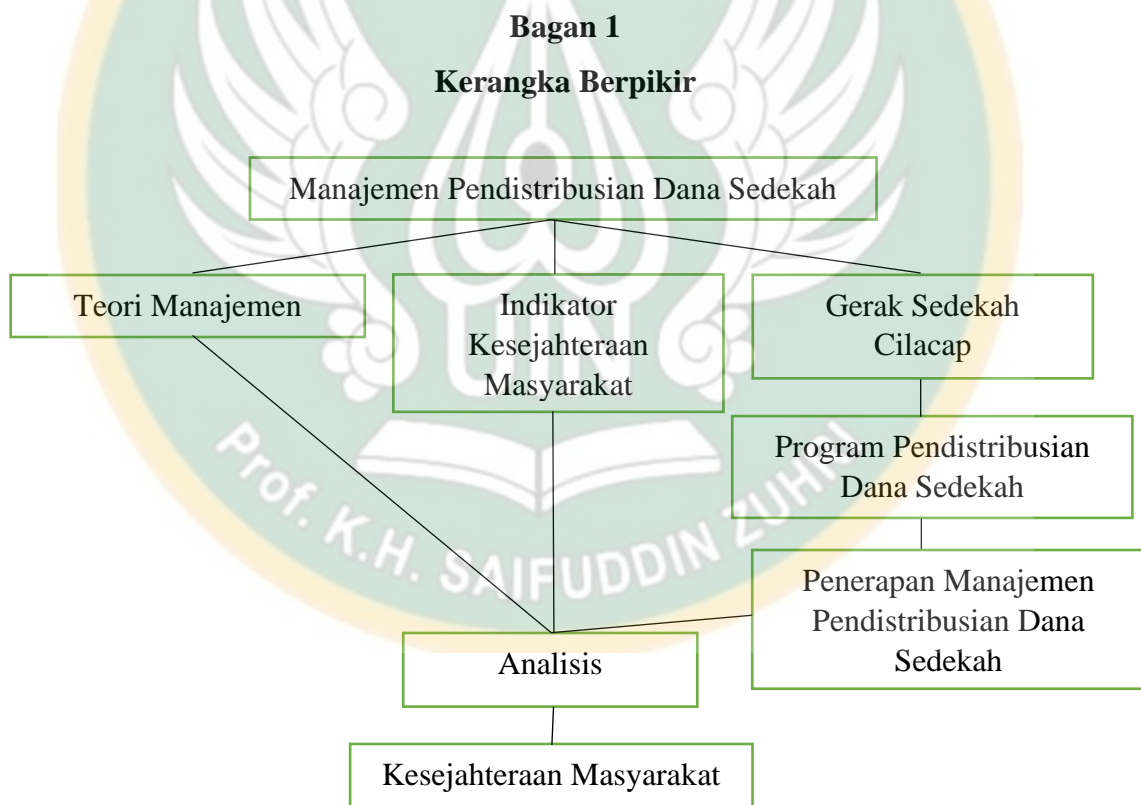 Bagan 1
Kerangka Berpikir
Manajemen Pendistribusian Dana Sedekah
Teori Manajemen
Indikator
Kesejahteraan
Masyarakat
Gerak Sedekah
Cilacap
Program Pendistribusian
Dana Sedekah
Penerapan Manajemen
Pendistribusian Dana
Sedekah
Analisis
Kesejahteraan Masyarakat
UIN
Prof. K.H. SAIFUDDIN ZUHRI